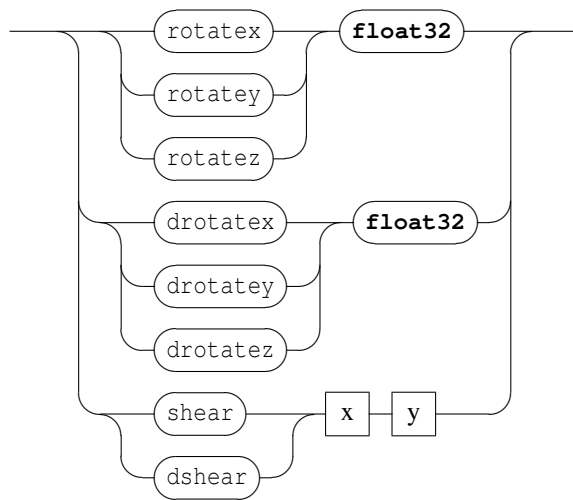 rotatex float32
rotatey
rotatez
drotatex float32
drotatey
drotatez
shear x y
dshear